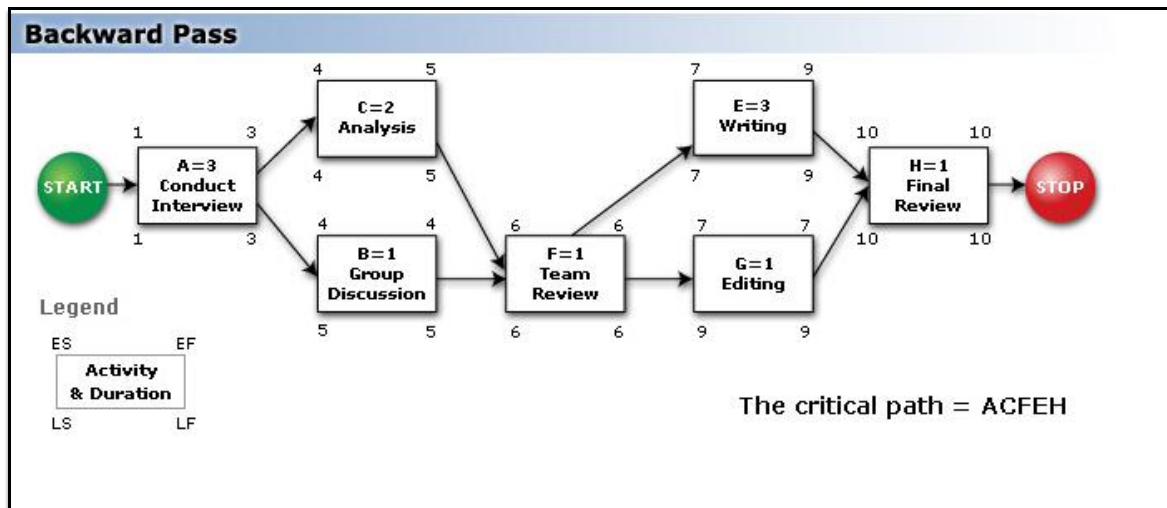 Backward Pass
4 5
C=2
Analysis
4 5
7 9
E=3
Writing
7 9
1 3
A=3
Conduct
Interview
1 3
START
4 4
B=1
Group
Discussion
5 5
6 6
F=1
Team
Review
6 6
7 7
G=1
Editing
9 9
10 10
H=1
Final
Review
10 10
STOP
Legend
ES EF
Activity
& Duration
LS LF
The critical path = ACFEH